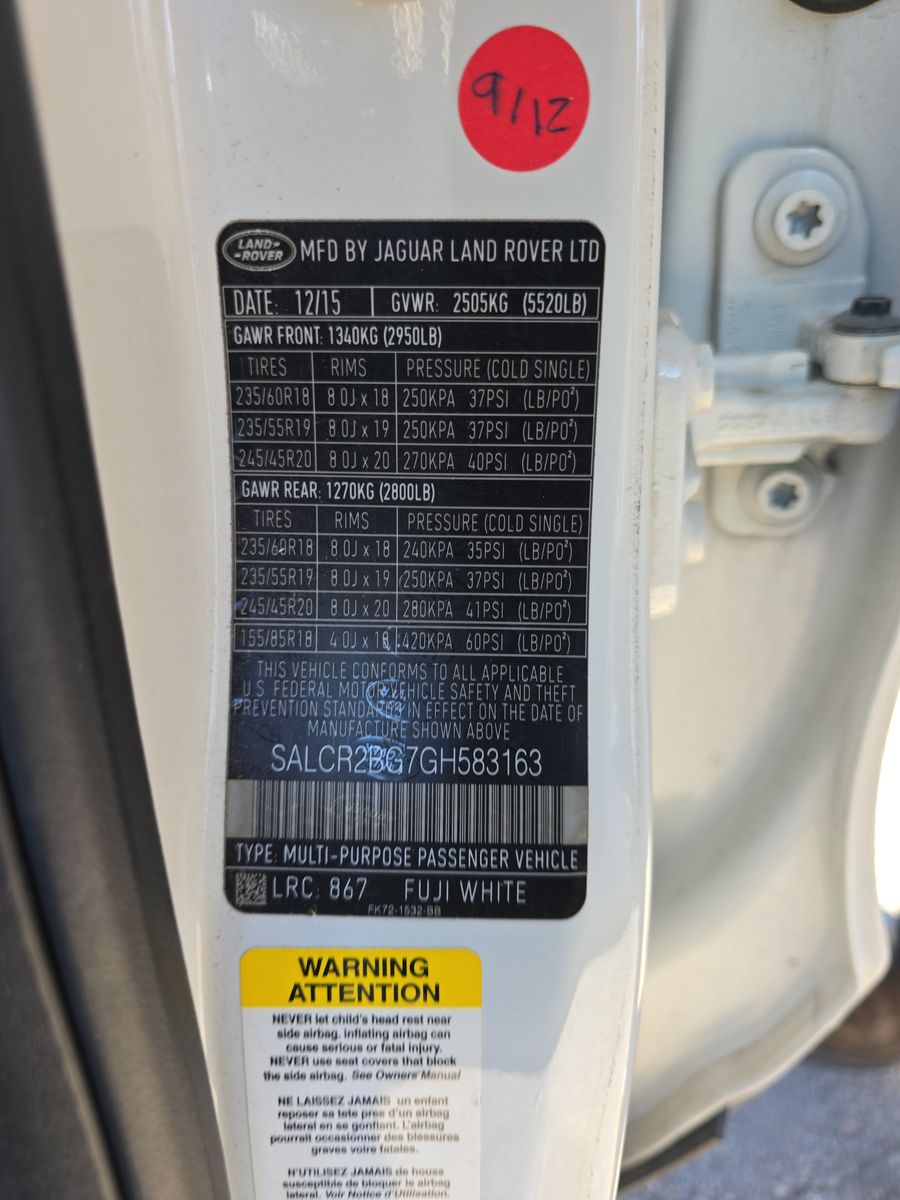 9/12
LAND-
-ROVER
MFD BY JAGUAR LAND ROVER LTD
DATE: 12/15 GVWR: 2505KG (5520LB)
GAWR FRONT: 1340KG (2950LB)
TIRES RIMS PRESSURE (COLD SINGLE)
235/60R18 8.0J x 18 250KPA 37PSI (LB/PO²)
235/55R19 8.0J x 19 250KPA 37PSI (LB/PO²)
245/45R20 8.0J x 20 270KPA 40PSI (LB/PO²)
GAWR REAR: 1270KG (2800LB)
TIRES RIMS PRESSURE (COLD SINGLE)
235/60R18 8.0J x 18 240KPA 35PSI (LB/PO²)
235/55R19 8.0J x 19 250KPA 37PSI (LB/PO²)
245/45R20 8.0J x 20 280KPA 41PSI (LB/PO²)
155/85R18 4.0J x 18 420KPA 60PSI (LB/PO²)
THIS VEHICLE CONFORMS TO ALL APPLICABLE
U.S. FEDERAL MOTOR VEHICLE SAFETY AND THEFT
PREVENTION STANDARDS IN EFFECT ON THE DATE OF
MANUFACTURE SHOWN ABOVE
SALCR2BG7GH583163
TYPE: MULTI-PURPOSE PASSENGER VEHICLE
LRC: 867 FUJI WHITE
FK72-1532-BB
WARNING
ATTENTION
NEVER let child's head rest near
side airbag. Inflating airbag can
cause serious or fatal injury.
NEVER use seat covers that block
the side airbag. See Owners' Manual
NE LAISSEZ JAMAIS un enfant
reposer sa tete pres d'un airbag
lateral en se gonflant. L'airbag
pourrait occasionner des blessures
graves voire fatales.
N'UTILISEZ JAMAIS de house
susceptible de bloquer le airbag
lateral. Voir Notice d'Utilisation.